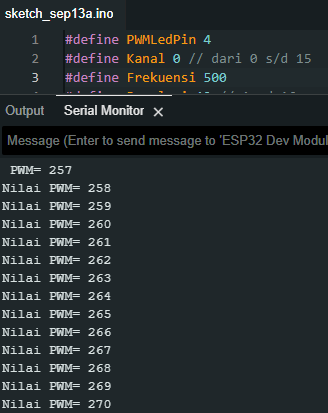 sketch_sep13a.ino
1 #define PWMLedPin 4
2 #define Kanal 0 // dari 0 s/d 15
3 #define Frekuensi 500
Output Serial Monitor
Message (Enter to send message to 'ESP32 Dev Modul
PWM= 257
Nilai PWM= 258
Nilai PWM= 259
Nilai PWM= 260
Nilai PWM= 261
Nilai PWM= 262
Nilai PWM= 263
Nilai PWM= 264
Nilai PWM= 265
Nilai PWM= 266
Nilai PWM= 267
Nilai PWM= 268
Nilai PWM= 269
Nilai PWM= 270